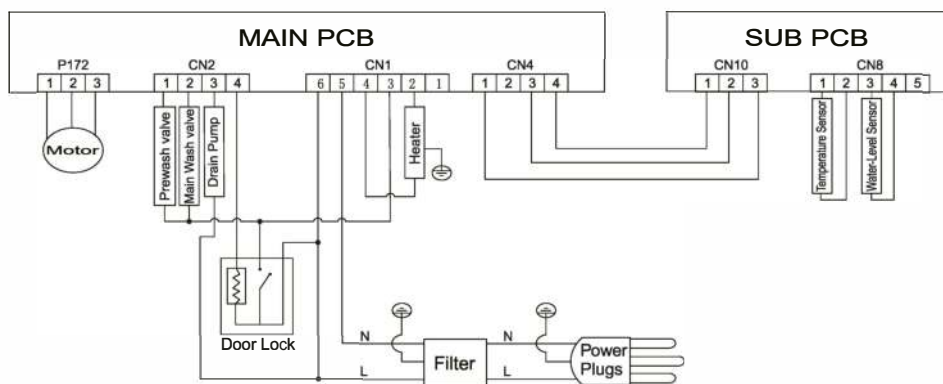 MAIN PCB
SUB PCB
P172
CN2
CN1
CN4
CN10
CN8
1 2 3
1 2 3 4
6 5 4 3 2 1
1 2 3 4
1 2 3
1 2 3 4 5
Motor
Prewash valve
Main Wash valve
Drain Pump
Heater
Temperature Sensor
Water-Level Sensor
Door Lock
N
L
Filter
N
L
Power
Plugs